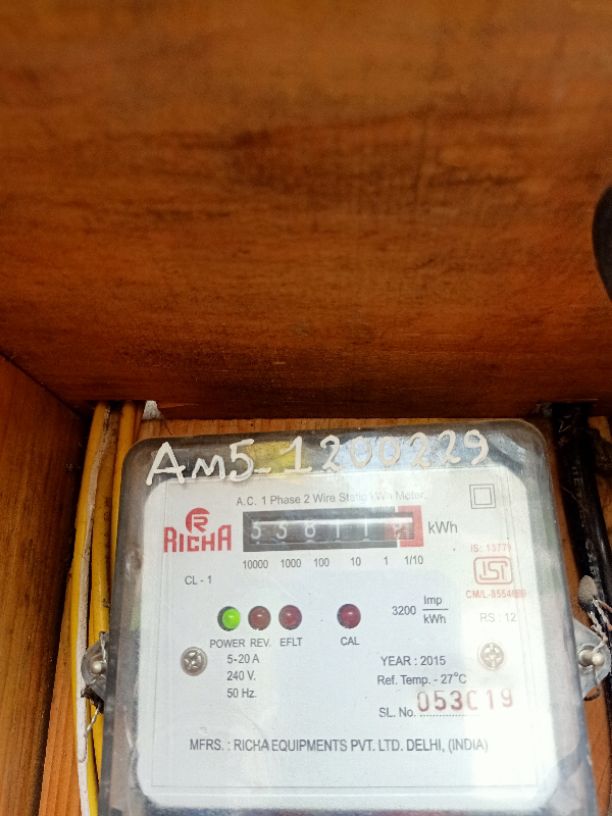 Am5-1200229
A.C. 1 Phase 2 Wire Static kWh Meter.
RICHA
kWh
10000 1000 100 10 1 1/10
IS: 13779
ISI
CL - 1
3200 Imp/kWh
RS : 12
POWER REV. EFLT CAL
5-20 A
240 V.
50 Hz.
YEAR : 2015
Ref. Temp. - 27°C
SL. No.
MFRS. : RICHA EQUIPMENTS PVT. LTD. DELHI, (INDIA)